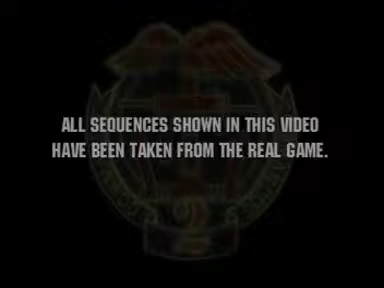 ALL SEQUENCES SHOWN IN THIS VIDEO
HAVE BEEN TAKEN FROM THE REAL GAME.